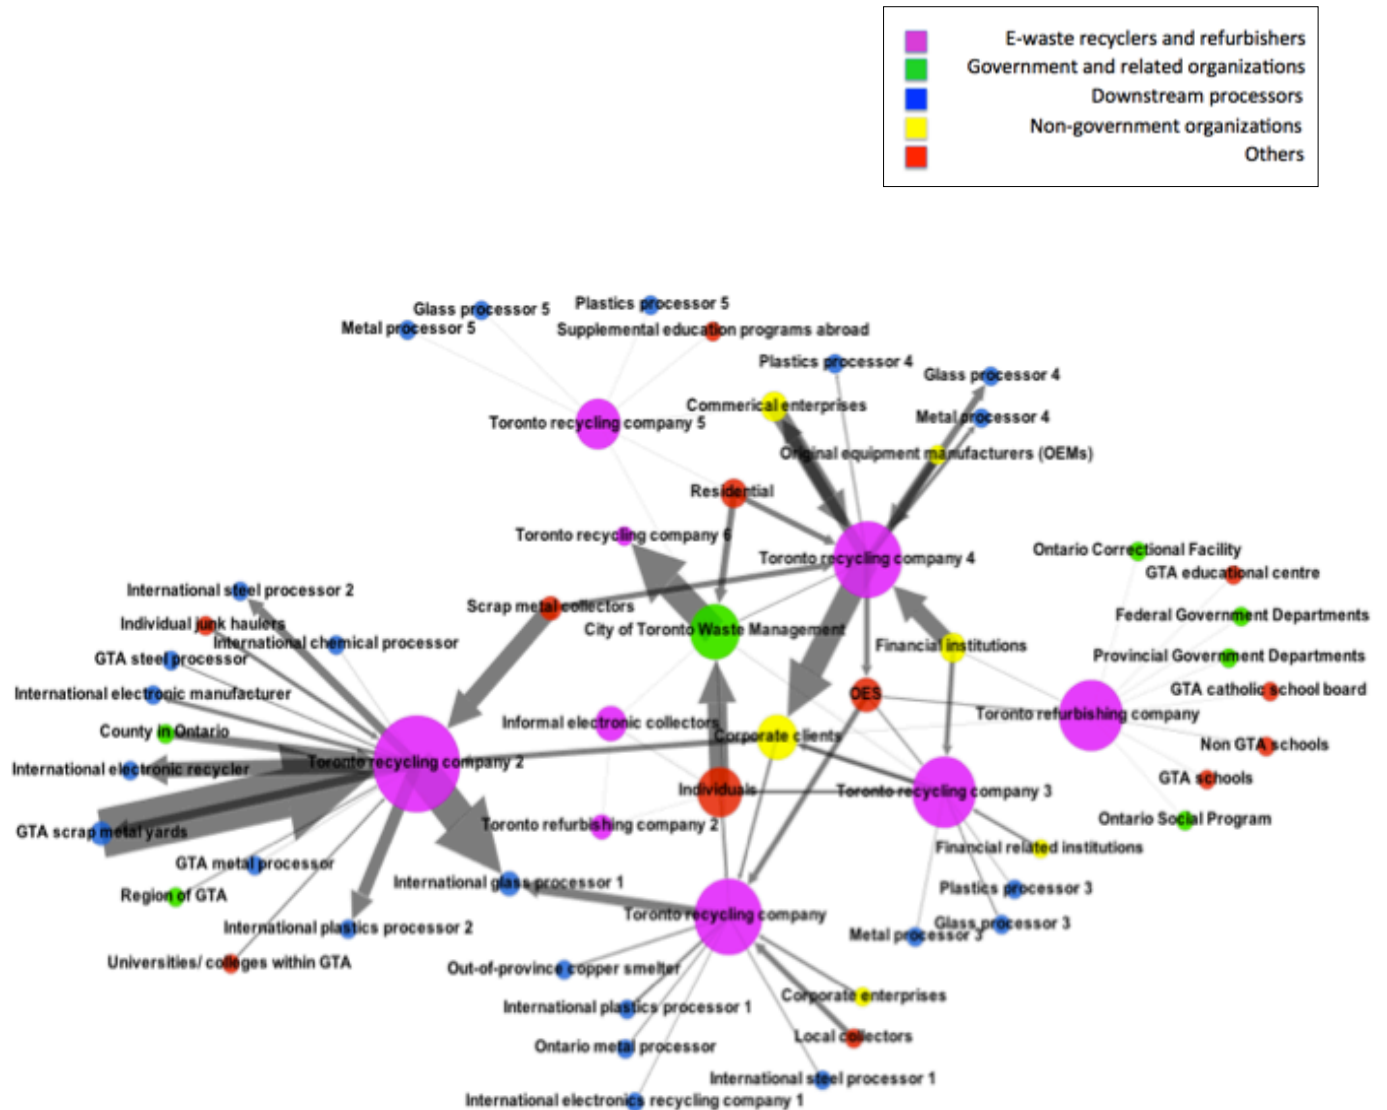 E-waste recyclers and refurbishers
Government and related organizations
Downstream processors
Non-government organizations
Others
Glass processor 5
Plastics processor 5
Metal processor 5
Supplemental education programs abroad
Plastics processor 4
Glass processor 4
Commerical enterprises
Metal processor 4
Toronto recycling company 5
Original equipment manufacturers (OEMs)
Residential
Toronto recycling company 6
Toronto recycling company 4
Ontario Correctional Facility
GTA educational centre
International steel processor 2
Scrap metal collectors
Federal Government Departments
Individual junk haulers
City of Toronto Waste Management
International chemical processor
Financial institutions
GTA steel processor
Provincial Government Departments
International electronic manufacturer
OES
GTA catholic school board
Toronto refurbishing company
Informal electronic collectors
County in Ontario
Corporate clients
Non GTA schools
Toronto recycling company 2
International electronic recycler
GTA schools
Individuals
Toronto recycling company 3
Ontario Social Program
Toronto refurbishing company 2
GTA scrap metal yards
Financial related institutions
GTA metal processor
International glass processor 1
Plastics processor 3
Region of GTA
Toronto recycling company
Glass processor 3
International plastics processor 2
Metal processor 3
Universities/ colleges within GTA
Out-of-province copper smelter
Corporate enterprises
International plastics processor 1
Local collectors
Ontario metal processor
International steel processor 1
International electronics recycling company 1